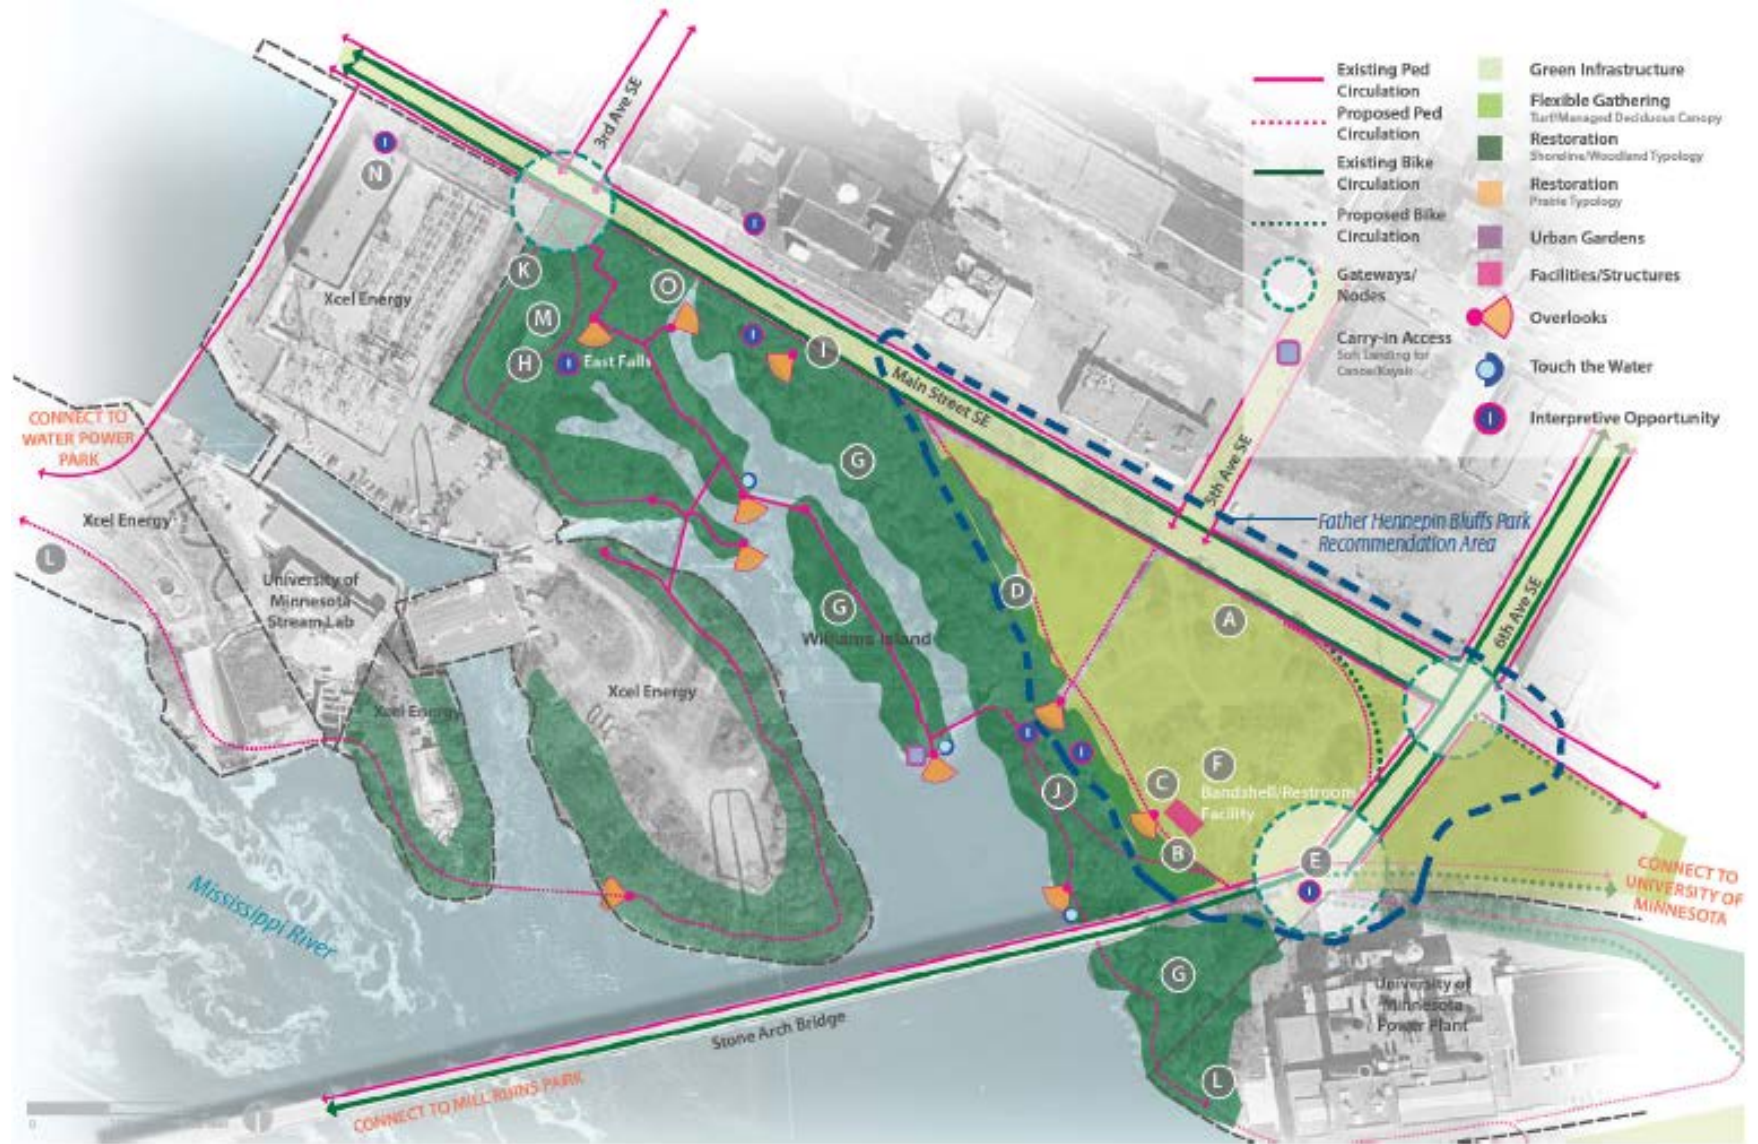 3rd Ave SE
N
Xcel Energy
K
M
H
O
I
I
I
I
East Falls
I
Main Street SE
G
5th Ave SE
6th Ave SE
Father Hennepin Bluffs Park
Recommendation Area
CONNECT TO
WATER POWER
PARK
Xcel Energy
L
University of
Minnesota
Stream Lab
Xcel Energy
Xcel Energy
G
Williams Island
D
A
I
I
J
C
F
Bandshell/Restroom
Facility
B
E
I
CONNECT TO
UNIVERSITY OF
MINNESOTA
Mississippi River
G
University of
Minnesota
Power Plant
L
Stone Arch Bridge
CONNECT TO MILL RUINS PARK
0
Existing Ped
Circulation
Proposed Ped
Circulation
Existing Bike
Circulation
Proposed Bike
Circulation
Gateways/
Nodes
Carry-in Access
Soft Landing for
Canoe/Kayak
Green Infrastructure
Flexible Gathering
Turf/Managed Deciduous Canopy
Restoration
Shoreline/Woodland Typology
Restoration
Prairie Typology
Urban Gardens
Facilities/Structures
Overlooks
Touch the Water
I
Interpretive Opportunity